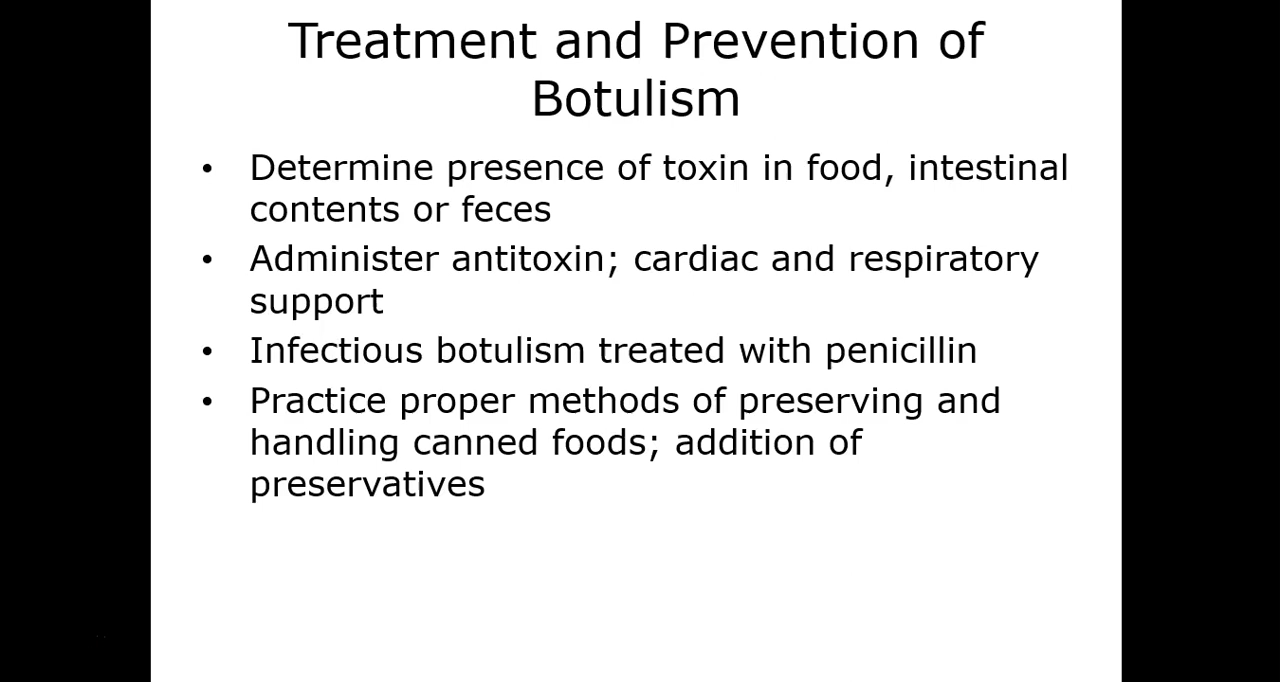 Treatment and Prevention of
Botulism
• Determine presence of toxin in food, intestinal
contents or feces
• Administer antitoxin; cardiac and respiratory
support
• Infectious botulism treated with penicillin
• Practice proper methods of preserving and
handling canned foods; addition of
preservatives